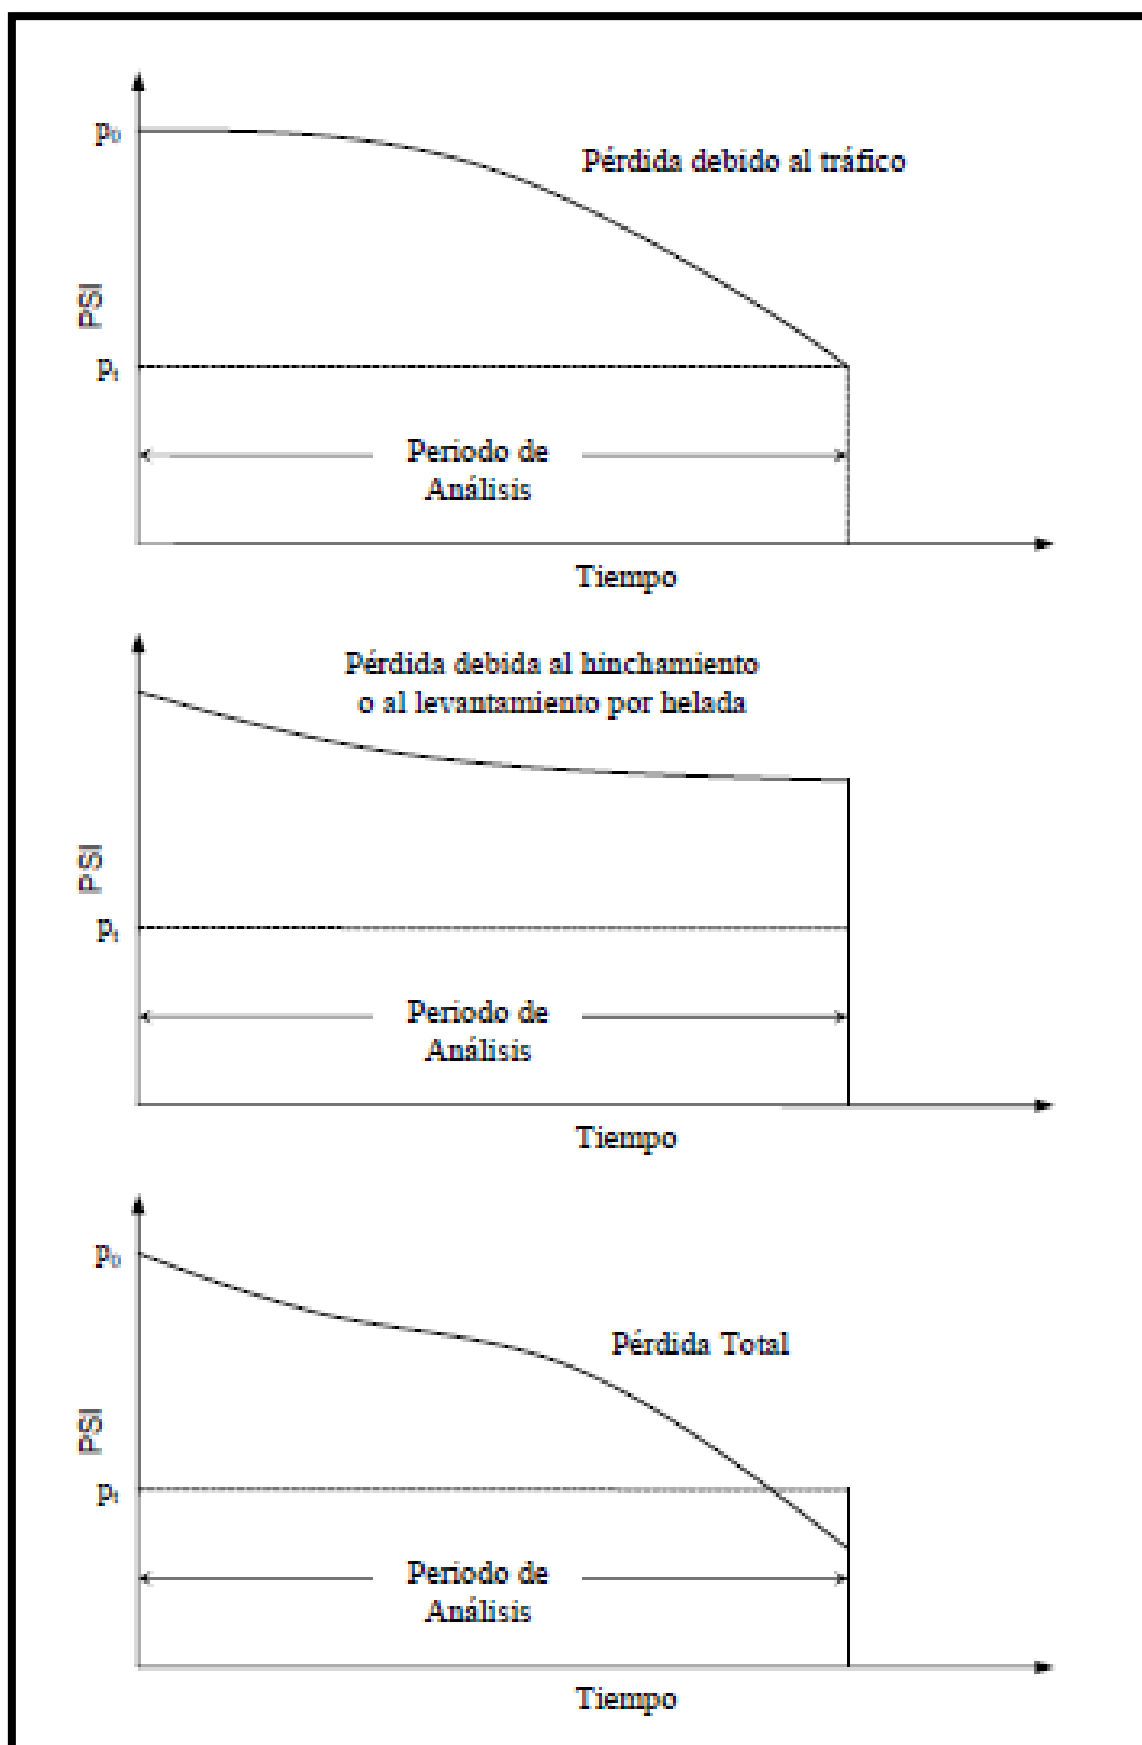 p₀
Pérdida debido al tráfico
PSI
pₜ
Periodo de
Análisis
Tiempo
Pérdida debida al hinchamiento
o al levantamiento por helada
PSI
pₜ
Periodo de
Análisis
Tiempo
p₀
Pérdida Total
PSI
pₜ
Periodo de
Análisis
Tiempo